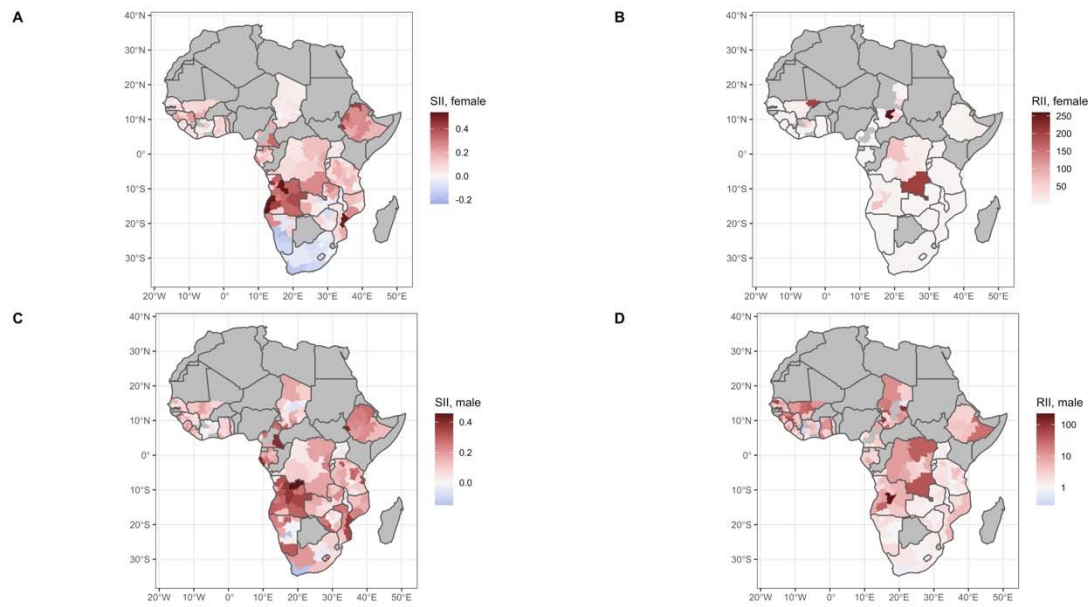 A
40°N
30°N
20°N
10°N
0°
10°S
20°S
30°S
20°W 10°W 0° 10°E 20°E 30°E 40°E 50°E
SII, female
0.4
0.2
0.0
-0.2
B
40°N
30°N
20°N
10°N
0°
10°S
20°S
30°S
20°W 10°W 0° 10°E 20°E 30°E 40°E 50°E
RII, female
250
200
150
100
50
C
40°N
30°N
20°N
10°N
0°
10°S
20°S
30°S
20°W 10°W 0° 10°E 20°E 30°E 40°E 50°E
SII, male
0.4
0.2
0.0
D
40°N
30°N
20°N
10°N
0°
10°S
20°S
30°S
20°W 10°W 0° 10°E 20°E 30°E 40°E 50°E
RII, male
100
10
1